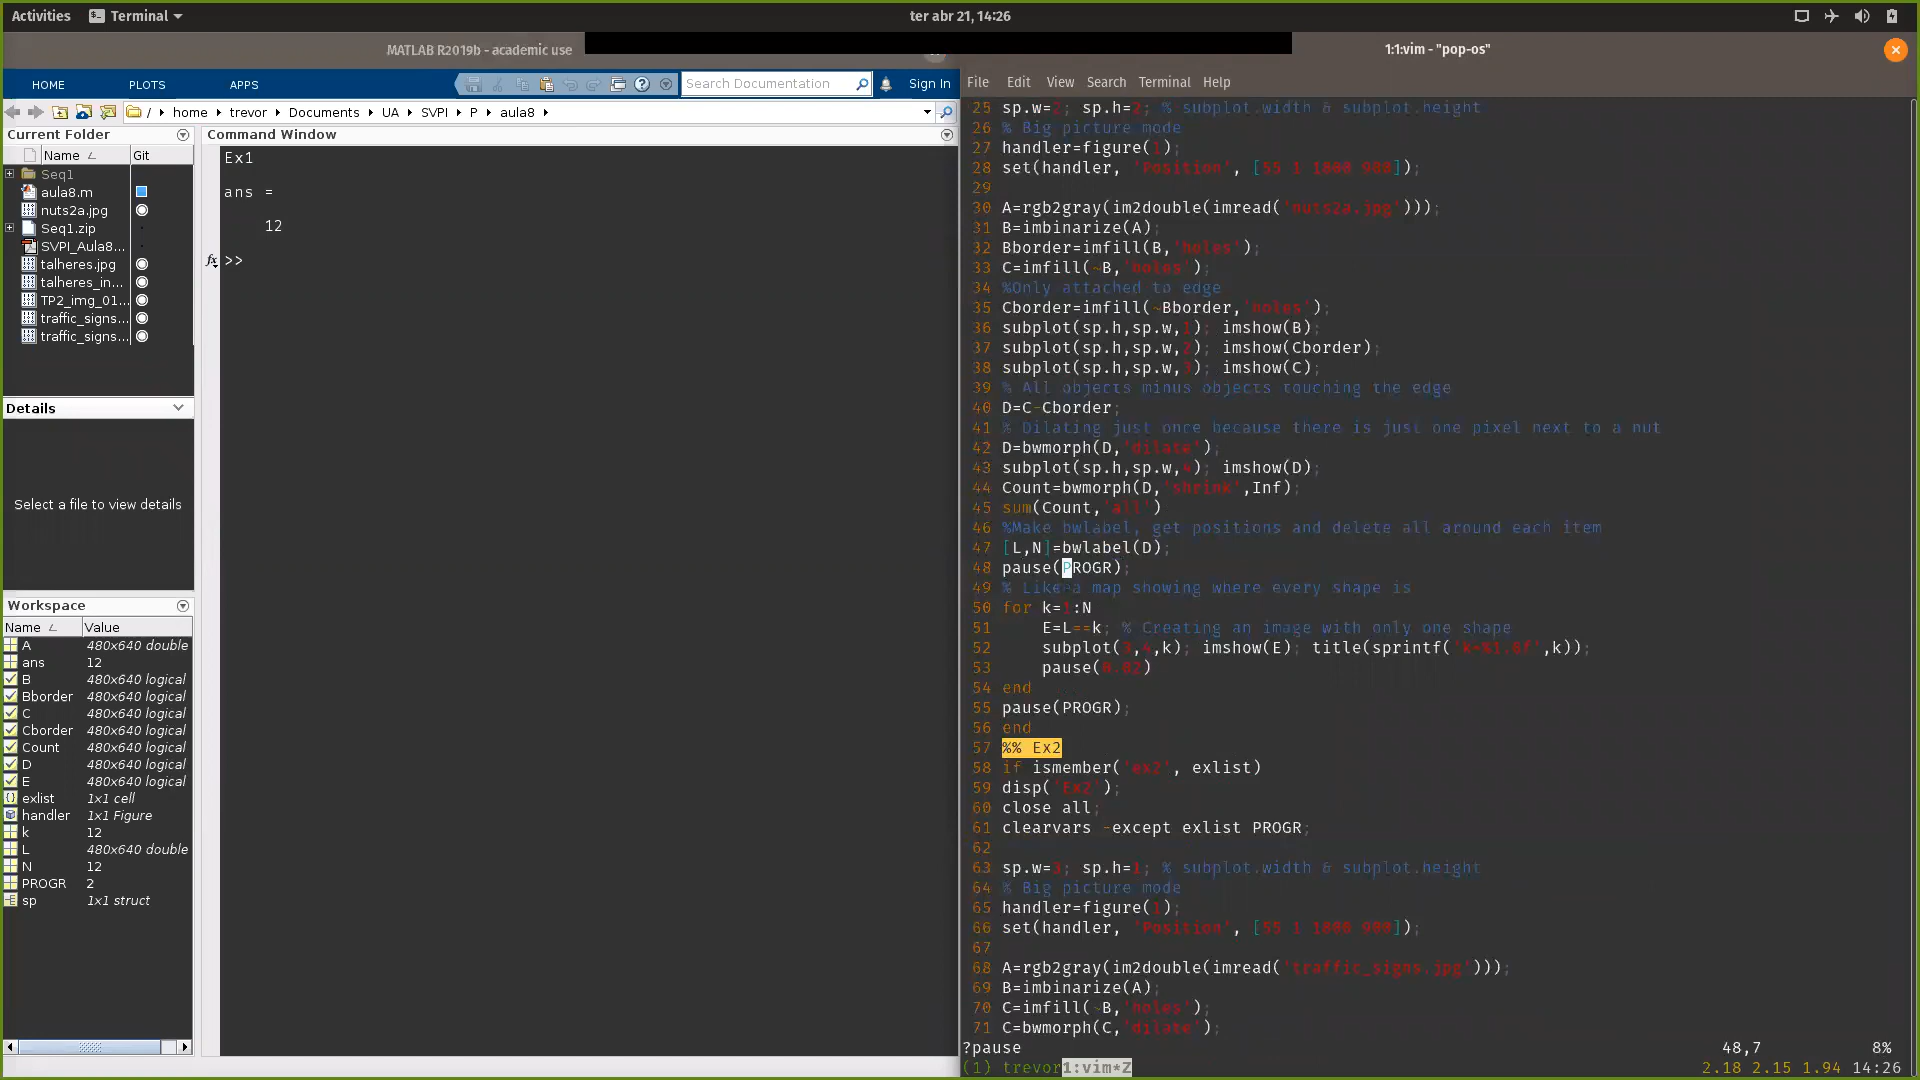 Activities Terminal ter abr 21, 14:26
MATLAB R2019b - academic use
HOME PLOTS APPS Search Documentation Sign In
/ home trevor Documents UA SVPI P aula8
Current Folder
Name Git
Seq1
aula8.m
nuts2a.jpg
Seq1.zip
SVPI_Aula8...
talheres.jpg
talheres_in...
TP2_img_01...
traffic_signs...
traffic_signs...
Details
Select a file to view details
Workspace
Name Value
A 480x640 double
ans 12
B 480x640 logical
Bborder 480x640 logical
C 480x640 logical
Cborder 480x640 logical
Count 480x640 logical
D 480x640 logical
E 480x640 logical
exlist 1x1 cell
handler 1x1 Figure
k 12
L 480x640 double
N 12
PROGR 2
sp 1x1 struct
Command Window
Ex1
ans =
12
fx >>
1:1:vim - "pop-os"
File Edit View Search Terminal Help
25 sp.w=2; sp.h=2; % subplot.width & subplot.height
26 % Big picture mode
27 handler=figure(1);
28 set(handler, 'Position', [55 1 1800 900]);
29
30 A=rgb2gray(im2double(imread('nuts2a.jpg')));
31 B=imbinarize(A);
32 Bborder=imfill(B,'holes');
33 C=imfill(~B,'holes');
34 %Only attached to edge
35 Cborder=imfill(~Bborder,'holes');
36 subplot(sp.h,sp.w,1); imshow(B);
37 subplot(sp.h,sp.w,2); imshow(Cborder);
38 subplot(sp.h,sp.w,3); imshow(C);
39 % All objects minus objects touching the edge
40 D=C-Cborder;
41 % Dilating just once because there is just one pixel next to a nut
42 D=bwmorph(D,'dilate');
43 subplot(sp.h,sp.w,4); imshow(D);
44 Count=bwmorph(D,'shrink',Inf);
45 sum(Count,'all')
46 %Make bwlabel, get positions and delete all around each item
47 [L,N]=bwlabel(D);
48 pause(PROGR);
49 % Like a map showing where every shape is
50 for k=1:N
51 E=L==k; % Creating an image with only one shape
52 subplot(3,4,k); imshow(E); title(sprintf('k=%1.0f',k));
53 pause(0.02)
54 end
55 pause(PROGR);
56 end
57 %% Ex2
58 if ismember('ex2', exlist)
59 disp('Ex2');
60 close all;
61 clearvars -except exlist PROGR;
62
63 sp.w=3; sp.h=1; % subplot.width & subplot.height
64 % Big picture mode
65 handler=figure(1);
66 set(handler, 'Position', [55 1 1800 900]);
67
68 A=rgb2gray(im2double(imread('traffic_signs.jpg')));
69 B=imbinarize(A);
70 C=imfill(~B,'holes');
71 C=bwmorph(C,'dilate');
?pause 48,7 8%
(1) trevor 1:vim*Z 2.18 2.15 1.94 14:26